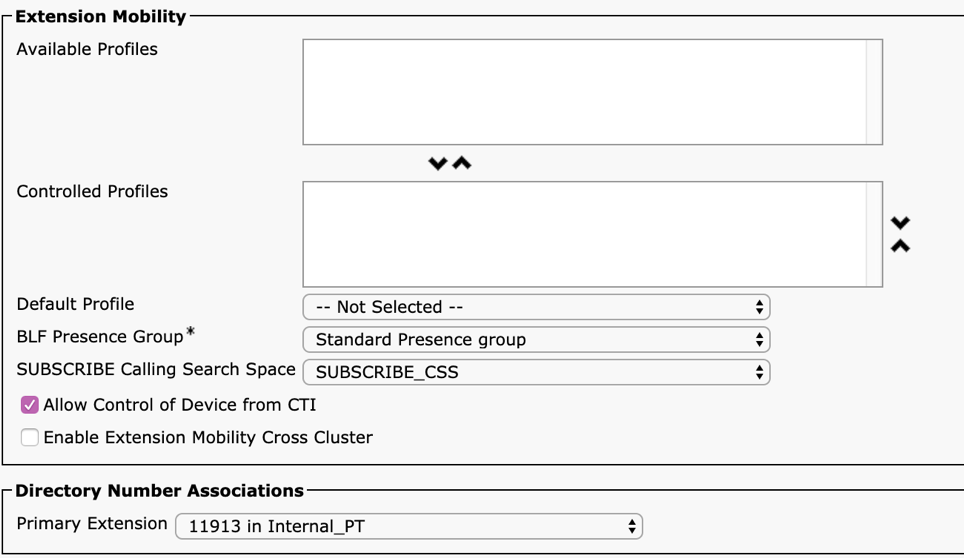 Extension Mobility
Available Profiles
Controlled Profiles
Default Profile -- Not Selected --
BLF Presence Group* Standard Presence group
SUBSCRIBE Calling Search Space SUBSCRIBE_CSS
Allow Control of Device from CTI
Enable Extension Mobility Cross Cluster
Directory Number Associations
Primary Extension 11913 in Internal_PT